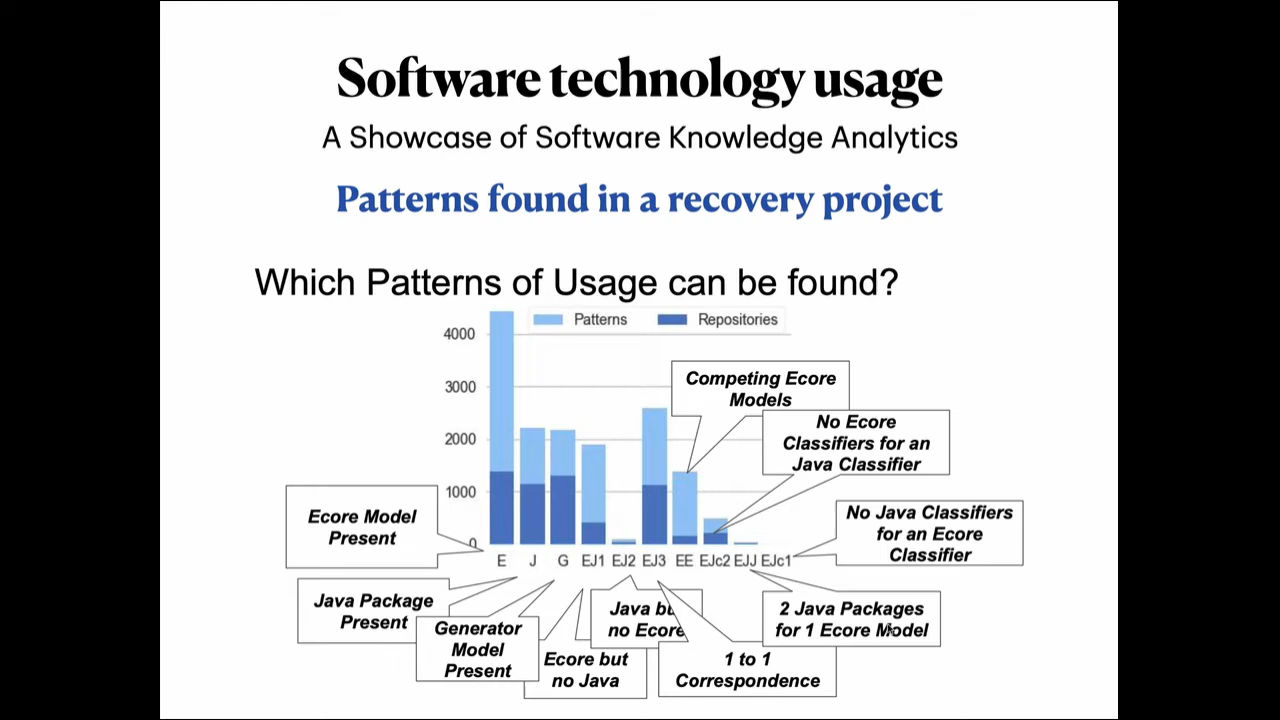 Software technology usage
A Showcase of Software Knowledge Analytics
Patterns found in a recovery project
Which Patterns of Usage can be found?
Patterns Repositories
4000
3000
2000
1000
0
E J G EJ1 EJ2 EJ3 EE EJc2 EJJ EJc1
Competing Ecore
Models
No Ecore
Classifiers for an
Java Classifier
No Java Classifiers
for an Ecore
Classifier
Ecore Model
Present
Java Package
Present
Generator
Model
Present
Ecore but
no Java
Java but
no Ecore
1 to 1
Correspondence
2 Java Packages
for 1 Ecore Model